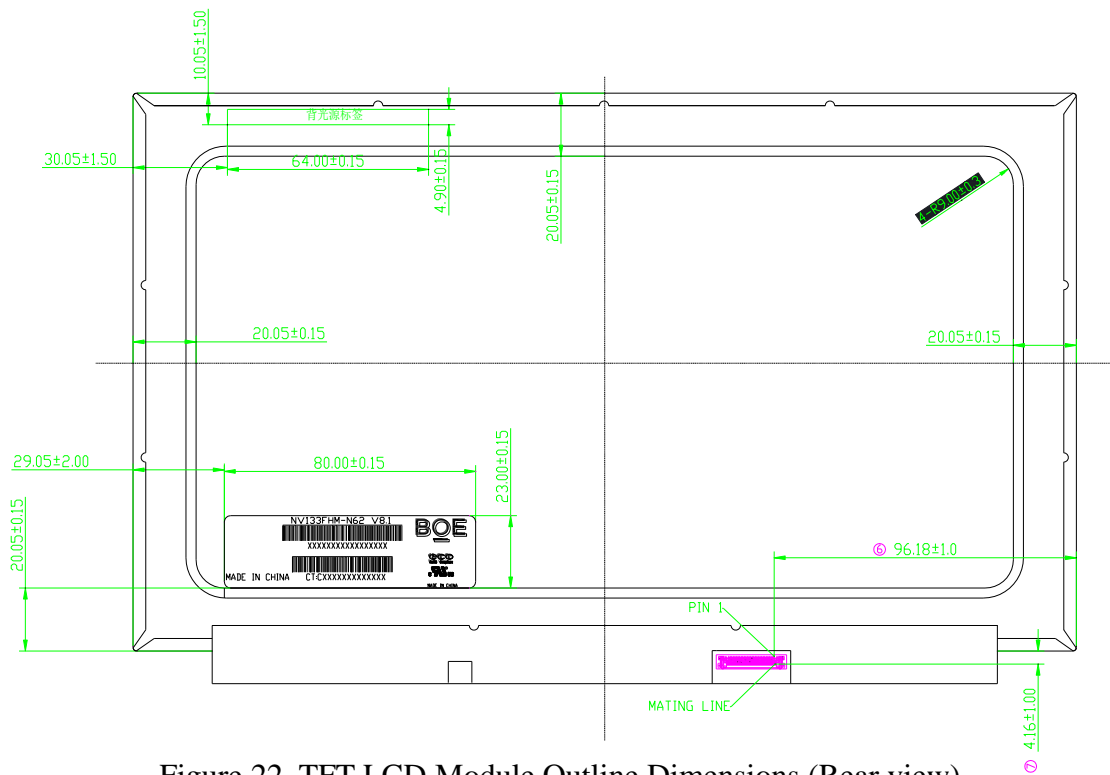 10.05±1.50
背光源标签
30.05±1.50
64.00±0.15
4.90±0.15
20.05±0.15
4-R9.00±0.3
20.05±0.15
20.05±0.15
29.05±2.00
80.00±0.15
23.00±0.15
20.05±0.15
NV133FHM-N62 V8.1
BOE
XXXXXXXXXXXXXXXXX
MADE IN CHINA
CT:CXXXXXXXXXXXXX
MADE IN CHINA
⑥ 96.18±1.0
PIN 1
MATING LINE
⑦ 4.16±1.00
Figure 22. TFT LCD Module Outline Dimensions (Rear view)